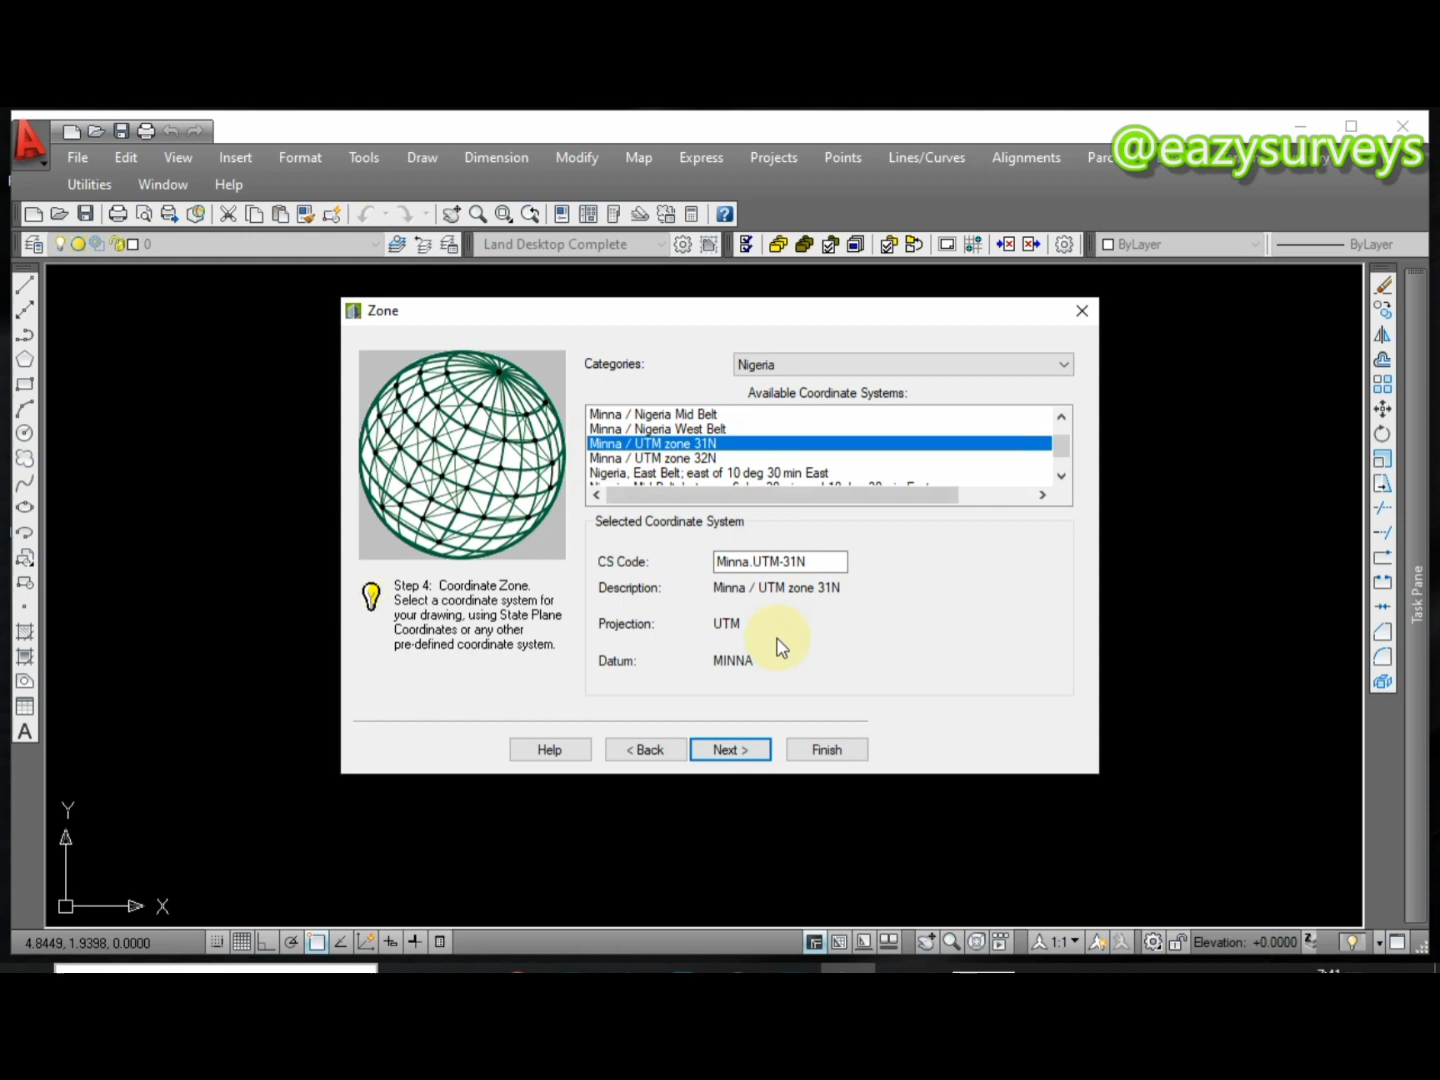 @eazysurveys
File Edit View Insert Format Tools Draw Dimension Modify Map Express Projects Points Lines/Curves Alignments
Utilities Window Help
0 Land Desktop Complete ByLayer ByLayer
Zone
Categories: Nigeria
Available Coordinate Systems:
Minna / Nigeria Mid Belt
Minna / Nigeria West Belt
Minna / UTM zone 31N
Minna / UTM zone 32N
Nigeria, East Belt; east of 10 deg 30 min East
Selected Coordinate System
CS Code: Minna.UTM-31N
Description: Minna / UTM zone 31N
Projection: UTM
Datum: MINNA
Step 4: Coordinate Zone.
Select a coordinate system for
your drawing, using State Plane
Coordinates or any other
pre-defined coordinate system.
Help < Back Next > Finish
Task Pane
A
Y
X
4.8449, 1.9398, 0.0000 1:1 Elevation: +0.0000